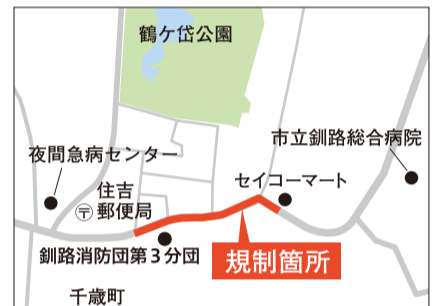 鶴ケ岱公園
市立釧路総合病院
夜間急病センター
セイコーマート
住吉
〒郵便局
釧路消防団第3分団
規制箇所
千歳町